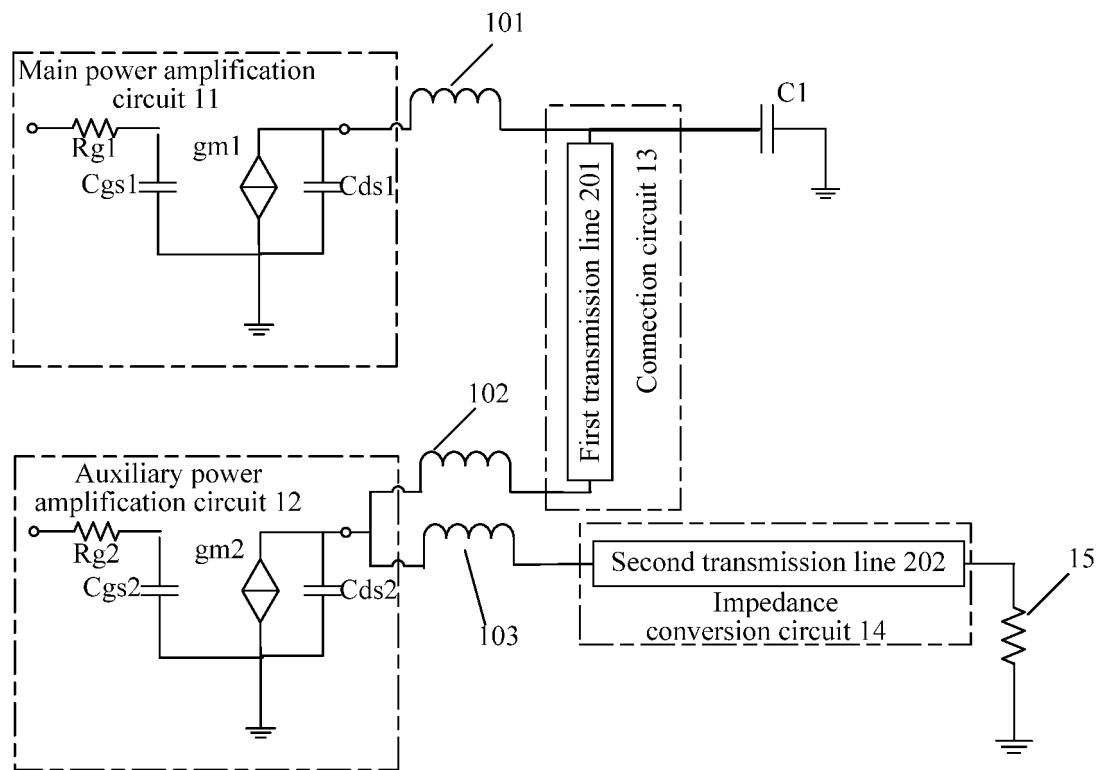 101
Main power amplification
circuit 11
C1
Rg1
gm1
Cgs1
Cds1
First transmission line 201
Connection circuit 13
102
Auxiliary power
amplification circuit 12
Rg2
gm2
Cgs2
Cds2
103
Second transmission line 202
Impedance
conversion circuit 14
15